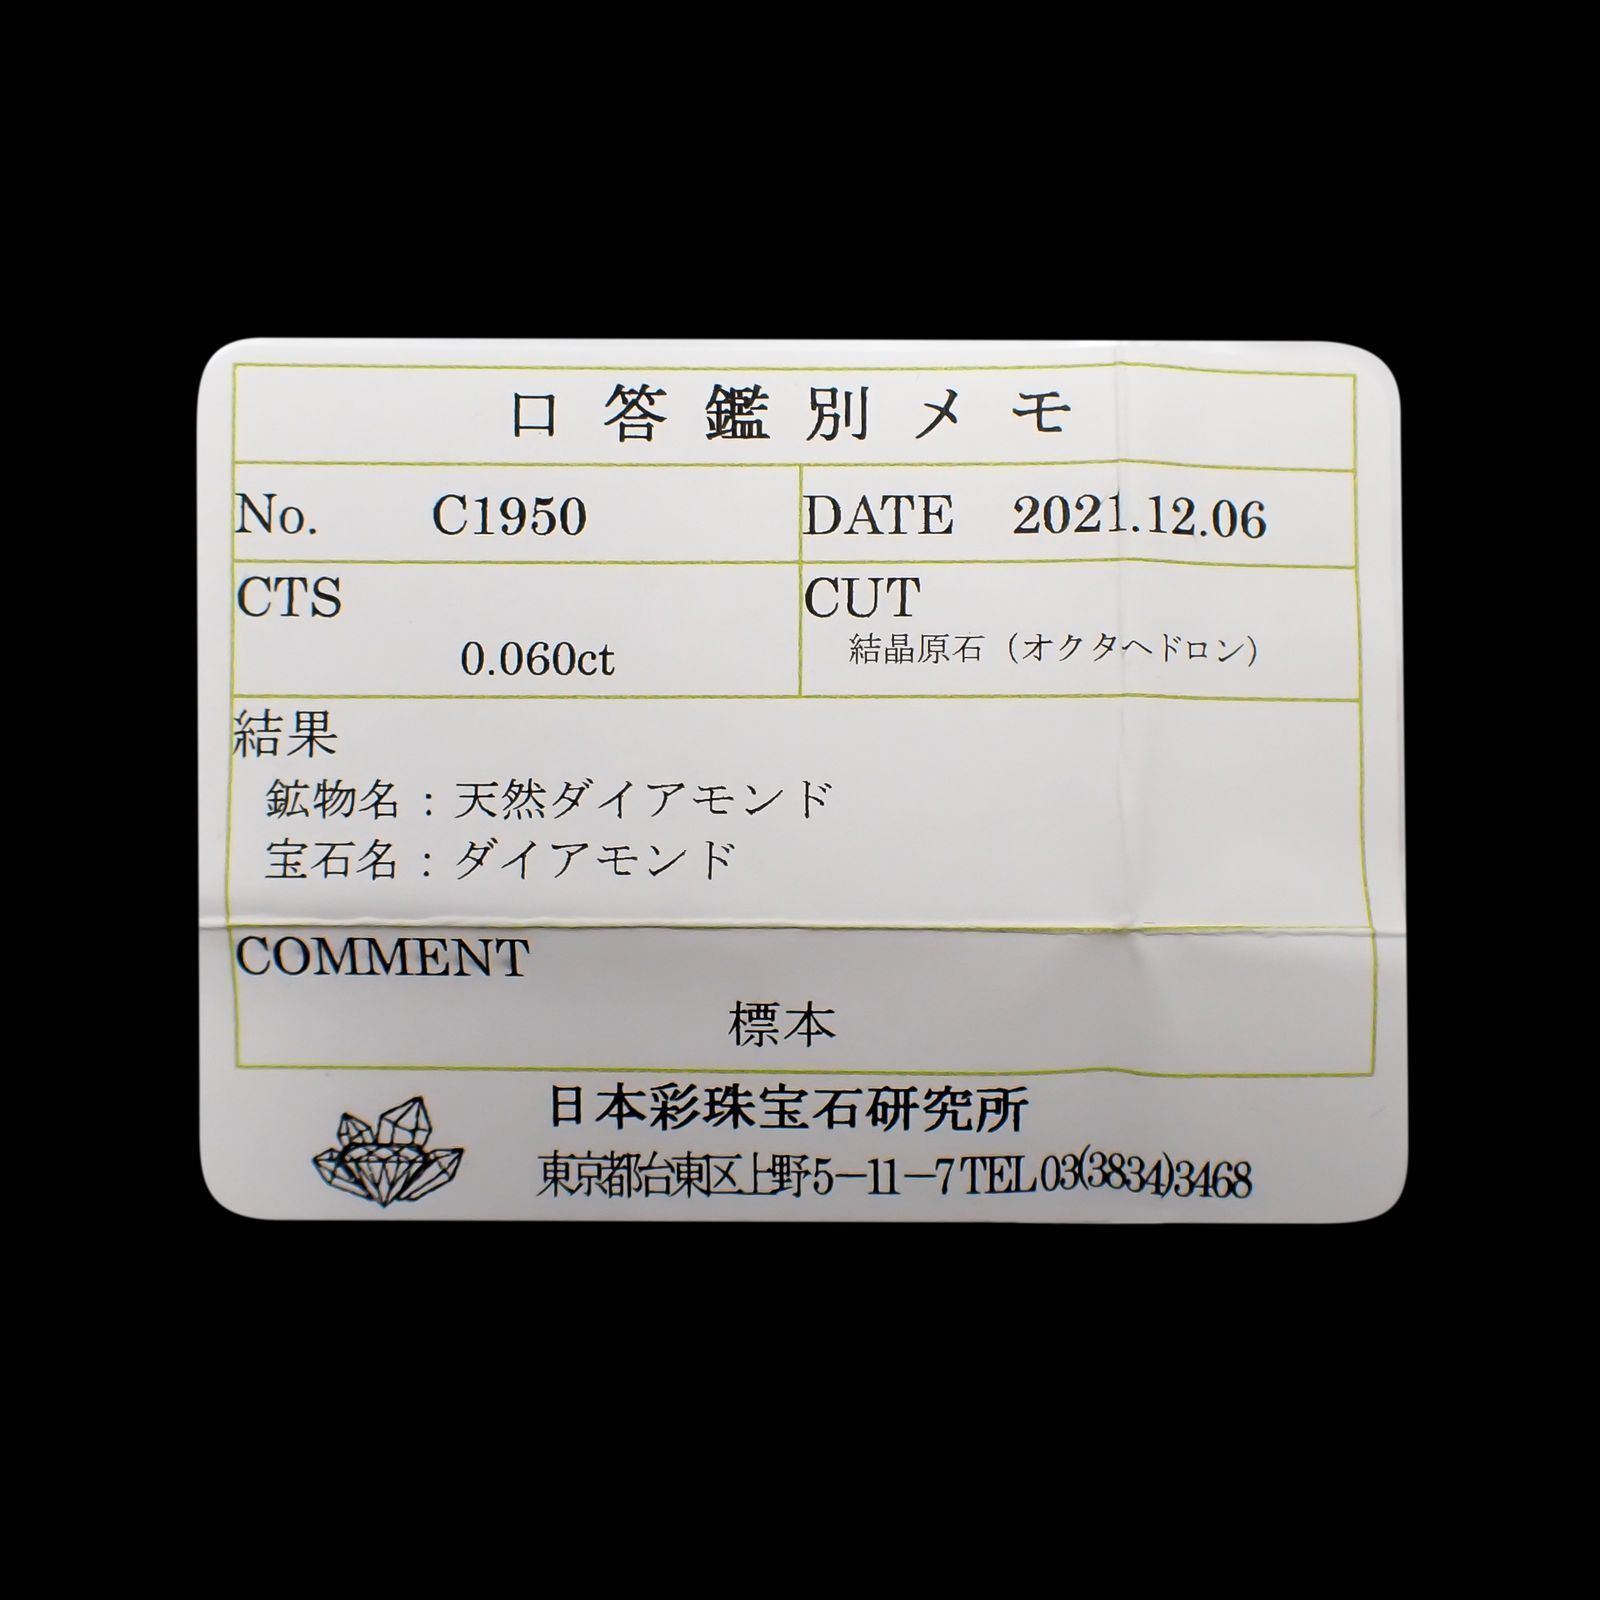 口答鑑別メモ
No. C1950 DATE 2021.12.06
CTS CUT
0.060ct 結晶原石（オクタヘドロン）
結果
鉱物名：天然ダイアモンド
宝石名：ダイアモンド
COMMENT
標本
日本彩珠宝石研究所
東京都台東区上野5－11－7 TEL 03(3834)3468